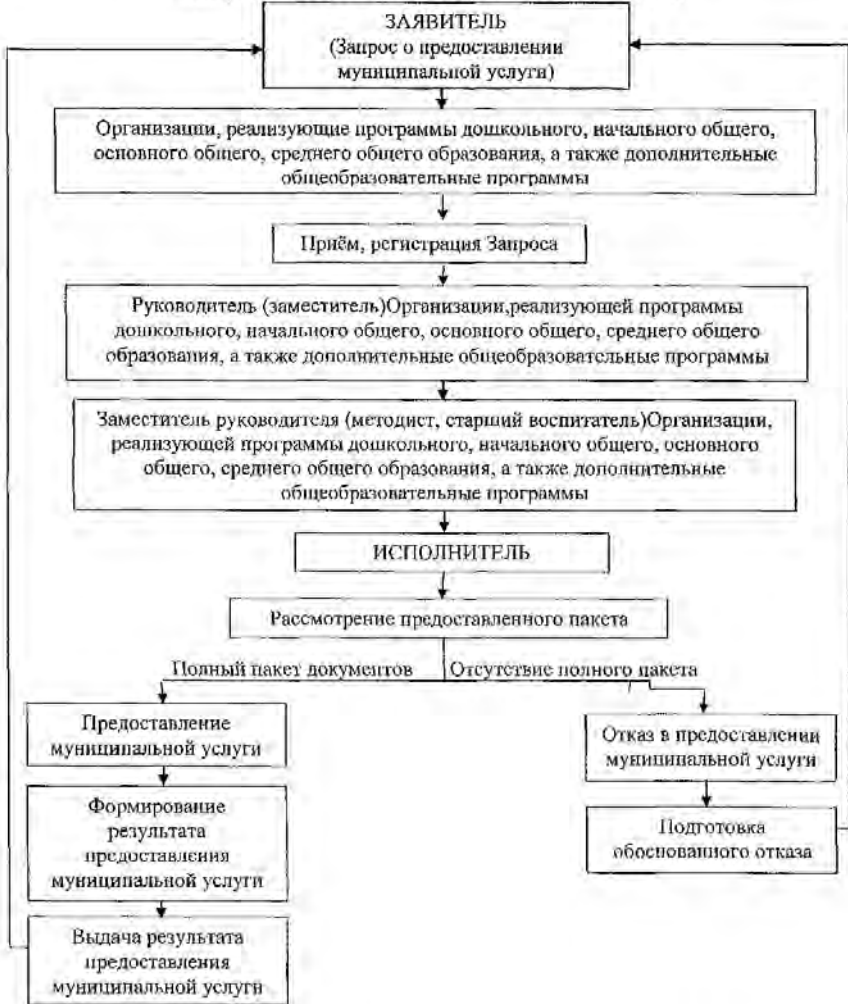 ЗАЯВИТЕЛЬ
(Запрос о предоставлении
муниципальной услуги)
Организации, реализующие программы дошкольного, начального общего,
основного общего, среднего общего образования, а также дополнительные
общеобразовательные программы
Приём, регистрация Запроса
Руководитель (заместитель)Организации,реализующей программы
дошкольного, начального общего, основного общего, среднего общего
образования, а также дополнительные общеобразовательные программы
Заместитель руководителя (методист, старший воспитатель)Организации,
реализующей программы дошкольного, начального общего, основного
общего, среднего общего образования, а также дополнительные
общеобразовательные программы
ИСПОЛНИТЕЛЬ
Рассмотрение предоставленного пакета
Полный пакет документов
Отсутствие полного пакета
Предоставление
муниципальной услуги
Формирование
результата
предоставления
муниципальной услуги
Выдача результата
предоставления
муниципальной услуги
Отказ в предоставлении
муниципальной услуги
Подготовка
обоснованного отказа